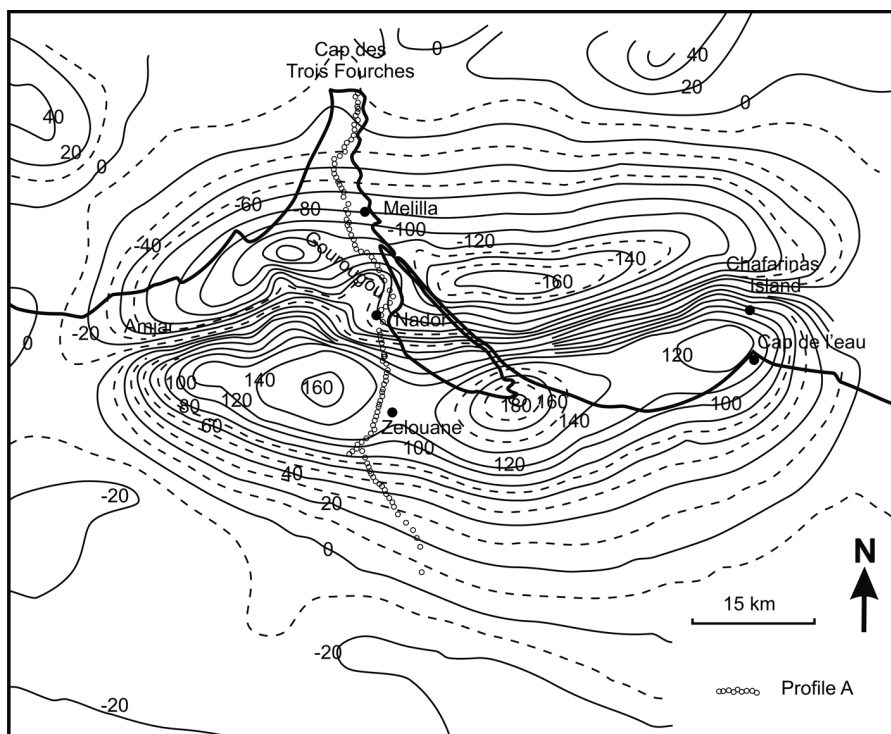 0
40
Cap des
Trois Fourches
20
0
40
20
0
-60
-80
Melilla
-100
-120
-40
Gourougou
-140
-160
Chafarinas
island
-20
Amjar
Nador
0
120
Cap de l'eau
100
140
160
80
120
180
160
100
60
140
Zelouane
100
120
40
-20
20
0
N
15 km
-20
-20
Profile A